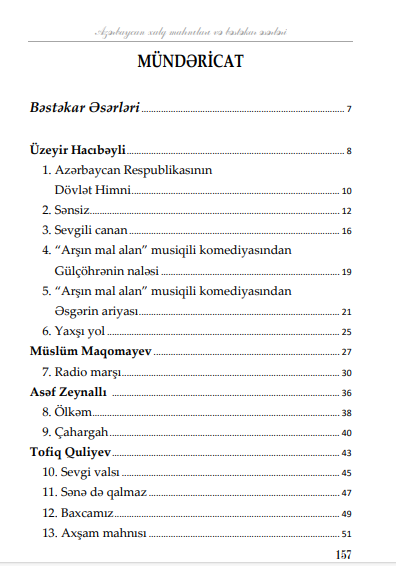 Azərbaycan xalq mahnıları və bəstəkar əsərləri
MÜNDƏRİCAT
Bəstəkar Əsərləri 7
Üzeyir Hacıbəyli 8
1. Azərbaycan Respublikasının
Dövlət Himni 10
2. Sənsiz 12
3. Sevgili canan 16
4. “Arşın mal alan” musiqili komediyasından
Gülçöhrənin naləsi 19
5. “Arşın mal alan” musiqili komediyasından
Əsgərin ariyası 21
6. Yaxşı yol 25
Müslüm Maqomayev 27
7. Radio marşı 30
Asəf Zeynallı 36
8. Ölkəm 38
9. Çahargah 40
Tofiq Quliyev 43
10. Sevgi valsı 45
11. Sənə də qalmaz 47
12. Baxcamız 49
13. Axşam mahnısı 51
157